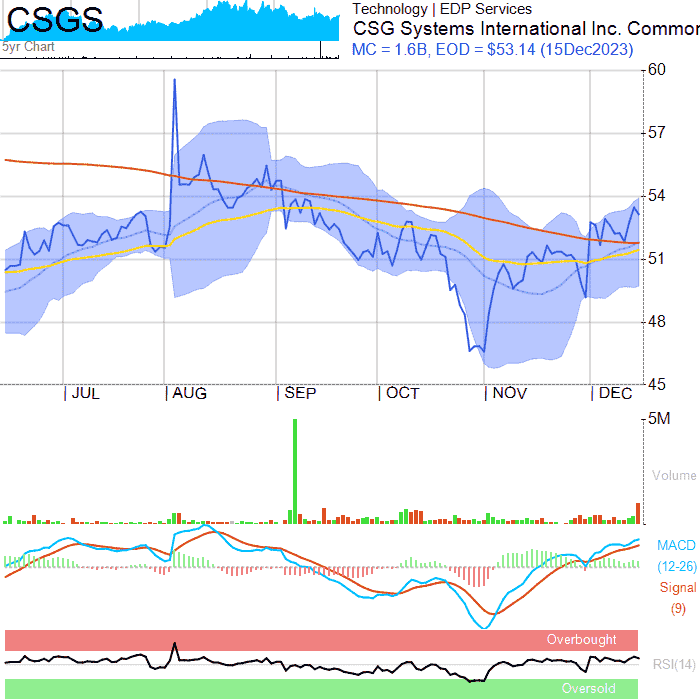 CSGS
5yr Chart
Technology | EDP Services
CSG Systems International Inc. Common
MC = 1.6B, EOD = $53.14 (15Dec2023)
60
57
54
51
48
45
JUL
AUG
SEP
OCT
NOV
DEC
5M
Volume
MACD
(12-26)
Signal
(9)
Overbought
RSI(14)
Oversold